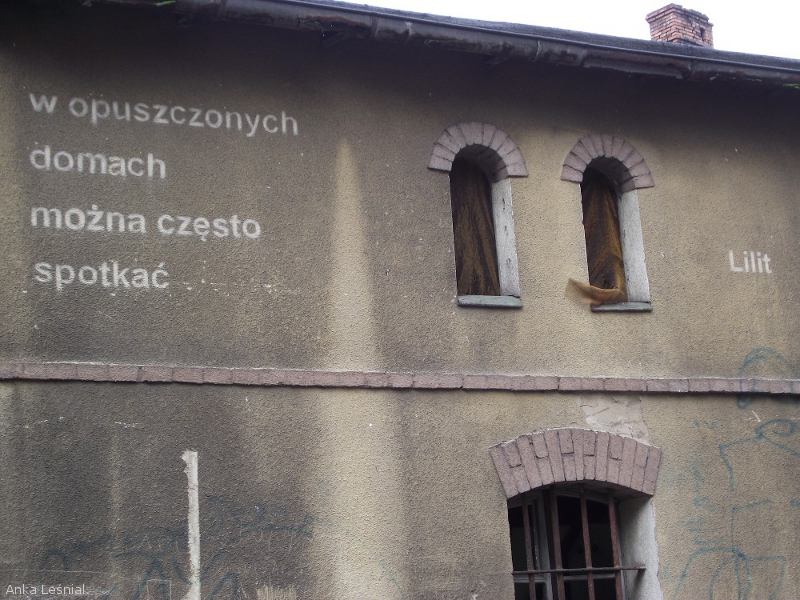 w opuszczonych
domach
można często
spotkać
Lilit
Anka Leśniak